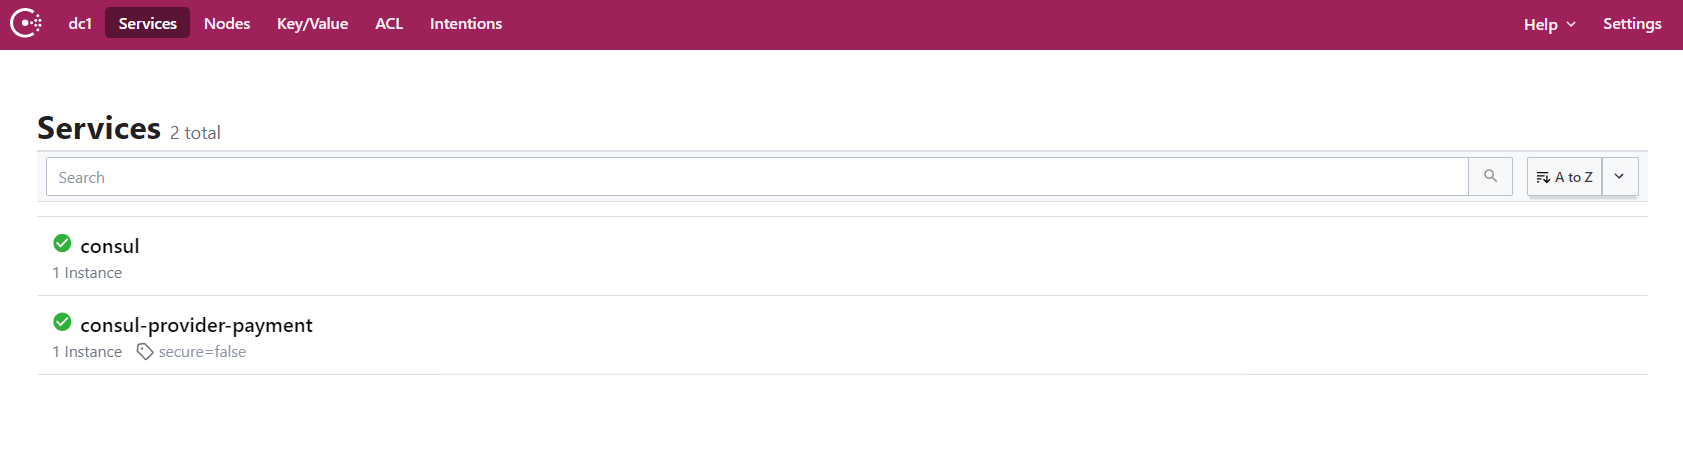 dc1 Services Nodes Key/Value ACL Intentions Help Settings
Services 2 total
Search A to Z
consul
1 Instance
consul-provider-payment
1 Instance secure=false